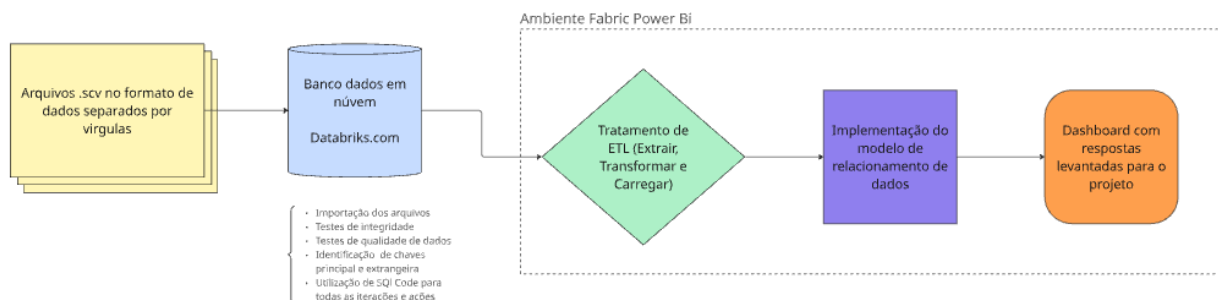 Ambiente Fabric Power Bi
Arquivos .scv no formato de
dados separados por
virgulas
Banco dados em
núvem
Databriks.com
Tratamento de
ETL (Extrair,
Transformar e
Carregar)
Implementação do
modelo de
relacionamento de
dados
Dashboard com
respostas
levantadas para o
projeto
• Importação dos arquivos
• Testes de integridade
• Testes de qualidade de dados
• Identificação de chaves
principal e extrangeira
• Utilização de SQl Code para
todas as iterações e ações